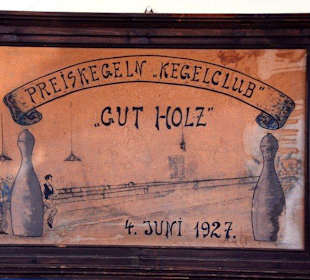 PREISKEGELN „KEGELCLUB"
„GUT HOLZ"
4. JUNI 1927.